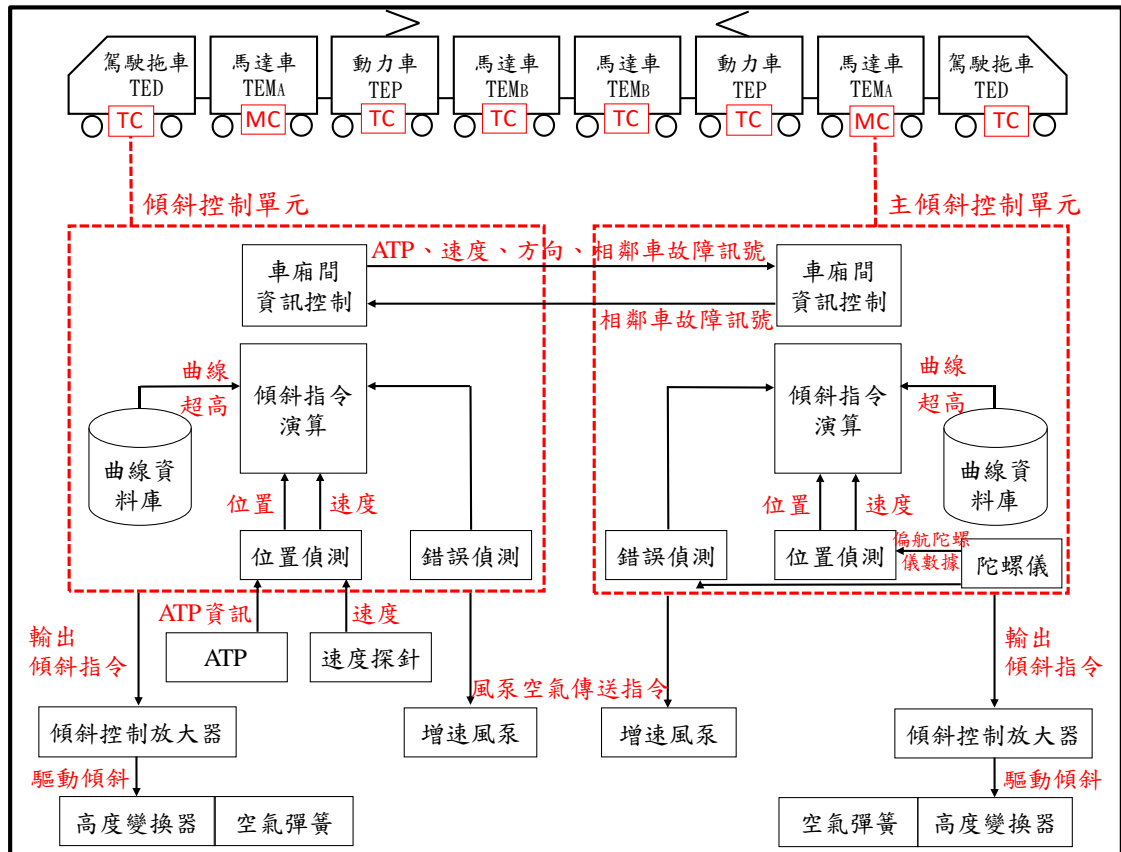 駕駛拖車
TED
馬達車
TEMA
動力車
TEP
馬達車
TEMB
馬達車
TEMB
動力車
TEP
馬達車
TEMA
駕駛拖車
TED
TC
MC
TC
TC
TC
TC
MC
TC
傾斜控制單元
主傾斜控制單元
ATP、速度、方向、相鄰車故障訊號
車廂間
資訊控制
車廂間
資訊控制
相鄰車故障訊號
曲線
超高
傾斜指令
演算
曲線資
料庫
位置
速度
位置偵測
錯誤偵測
傾斜指令
演算
曲線
超高
曲線資
料庫
位置
速度
錯誤偵測
位置偵測
偏航陀螺
儀數據
陀螺儀
ATP資訊
速度
ATP
速度探針
輸出
傾斜指令
風泵空氣傳送指令
輸出
傾斜指令
傾斜控制放大器
增速風泵
增速風泵
傾斜控制放大器
驅動傾斜
驅動傾斜
高度變換器
空氣彈簧
空氣彈簧
高度變換器